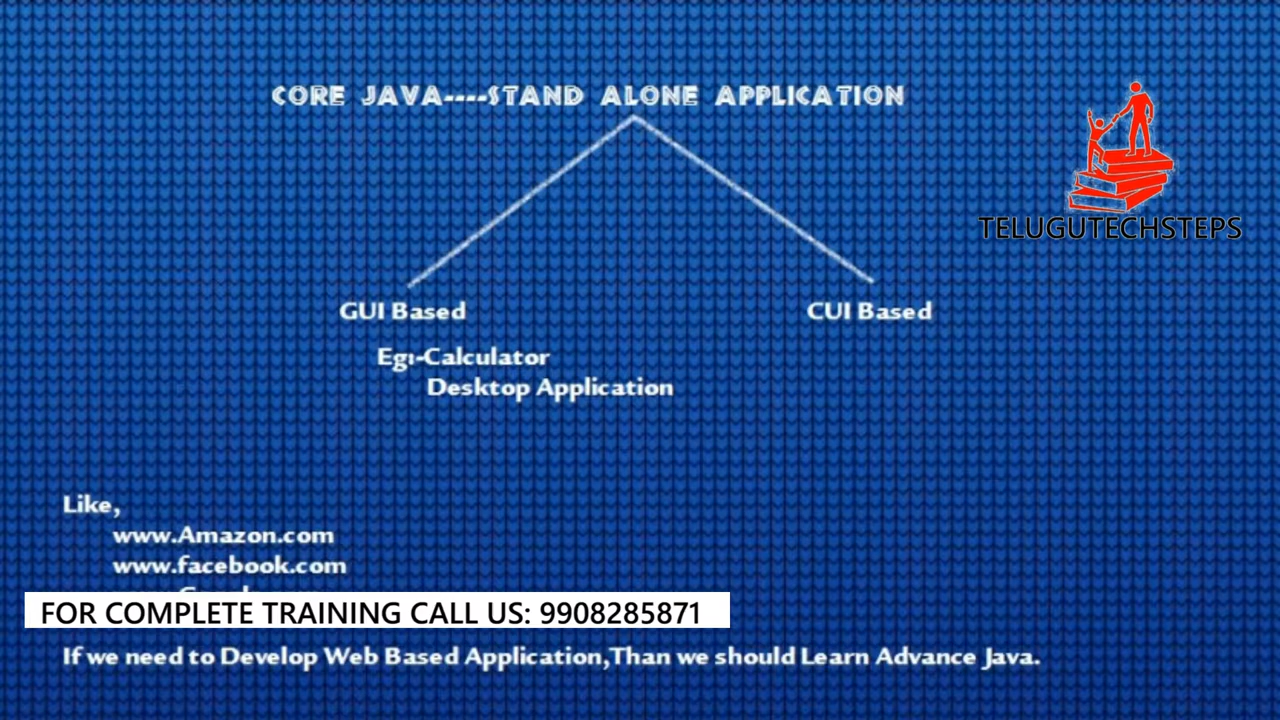 CORE JAVA----STAND ALONE APPLICATION
TELUGUTECHSTEPS
GUI Based
CUI Based
Eg:-Calculator
Desktop Application
Like,
www.Amazon.com
www.facebook.com
FOR COMPLETE TRAINING CALL US: 9908285871
If we need to Develop Web Based Application,Than we should Learn Advance Java.